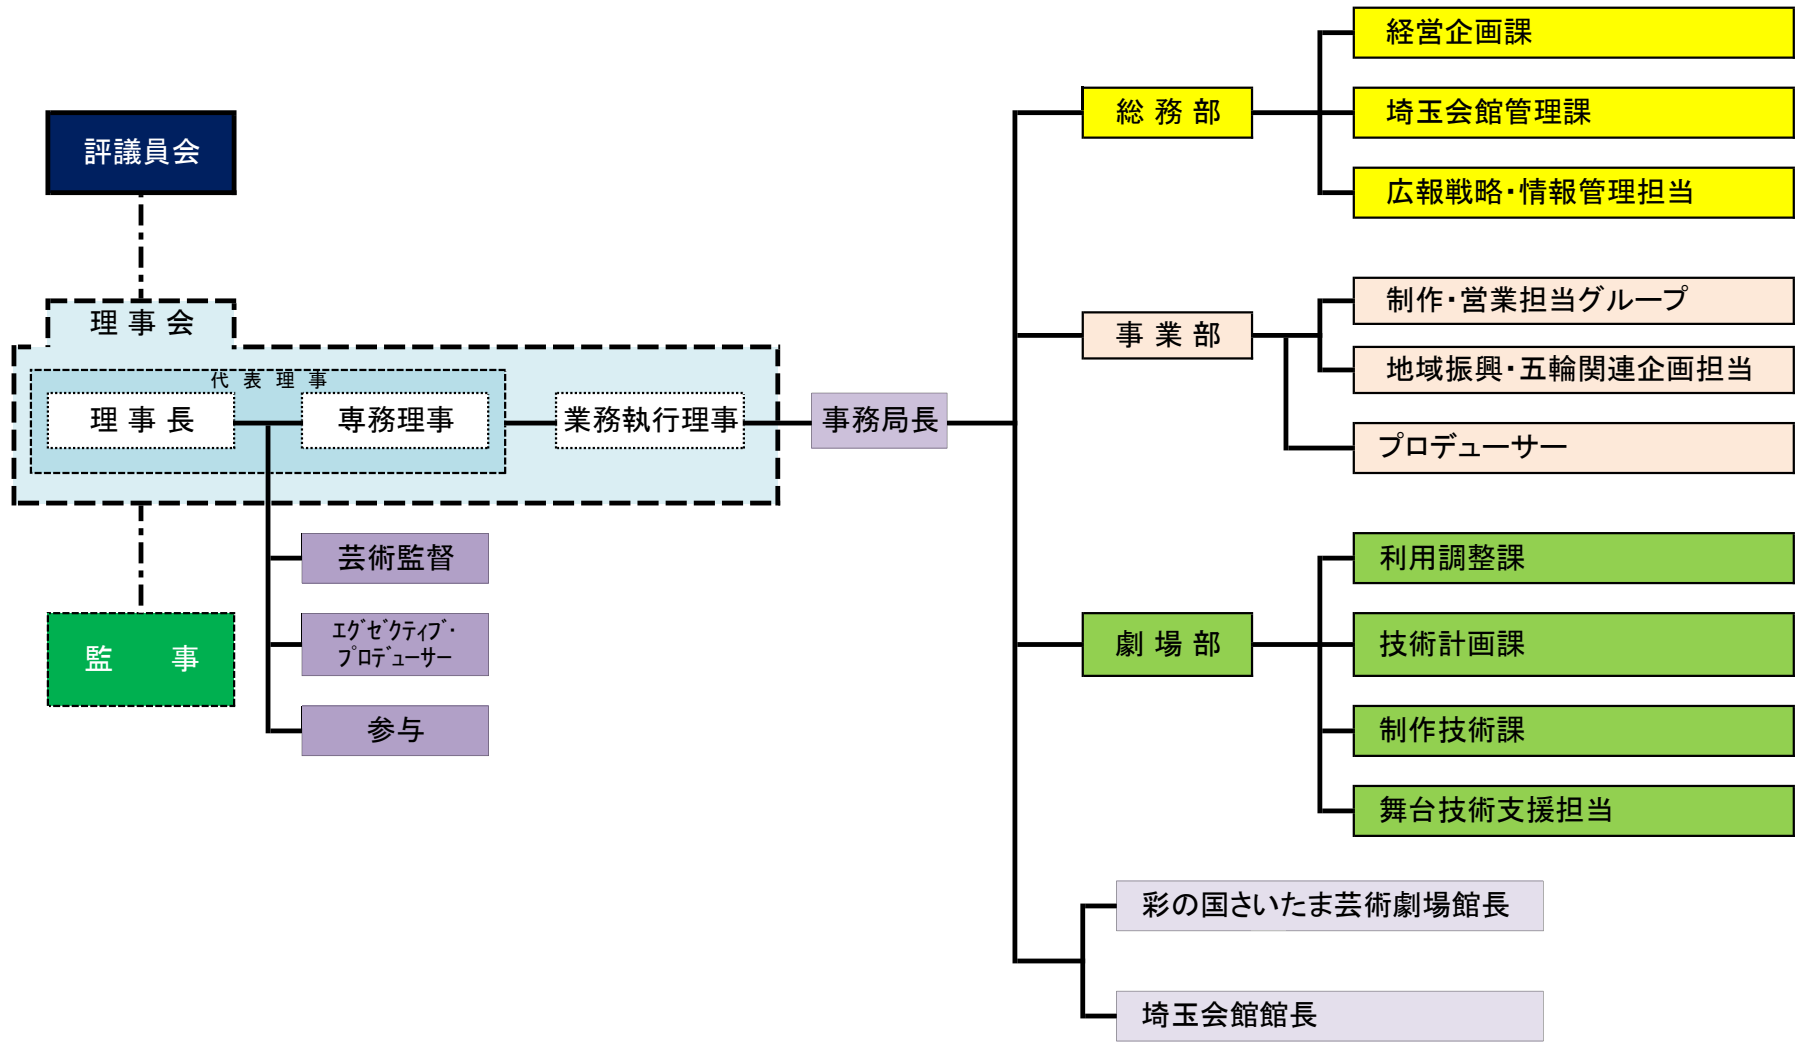 評議員会
理事会
代表理事
理事長
専務理事
業務執行理事
事務局長
芸術監督
ｴｸﾞｾﾞｸﾃｨﾌﾞ･
ﾌﾟﾛﾃﾞｭｰｻｰ
参与
監　事
総務部
経営企画課
埼玉会館管理課
広報戦略・情報管理担当
事業部
制作・営業担当グループ
地域振興・五輪関連企画担当
プロデューサー
劇場部
利用調整課
技術計画課
制作技術課
舞台技術支援担当
彩の国さいたま芸術劇場館長
埼玉会館館長